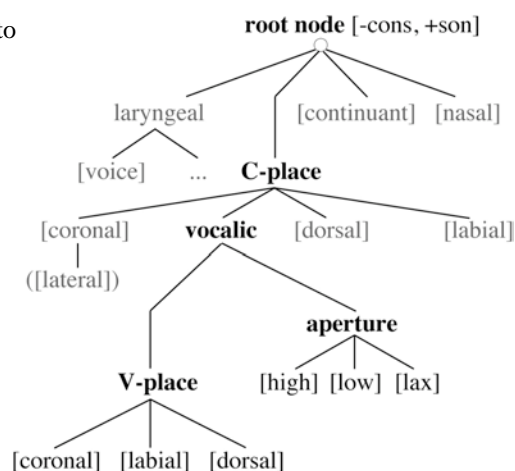 to
root node [-cons, +son]
laryngeal [continuant] [nasal]
[voice] ... C-place
[coronal] vocalic [dorsal] [labial]
([lateral])
aperture
V-place [high] [low] [lax]
[coronal] [labial] [dorsal]